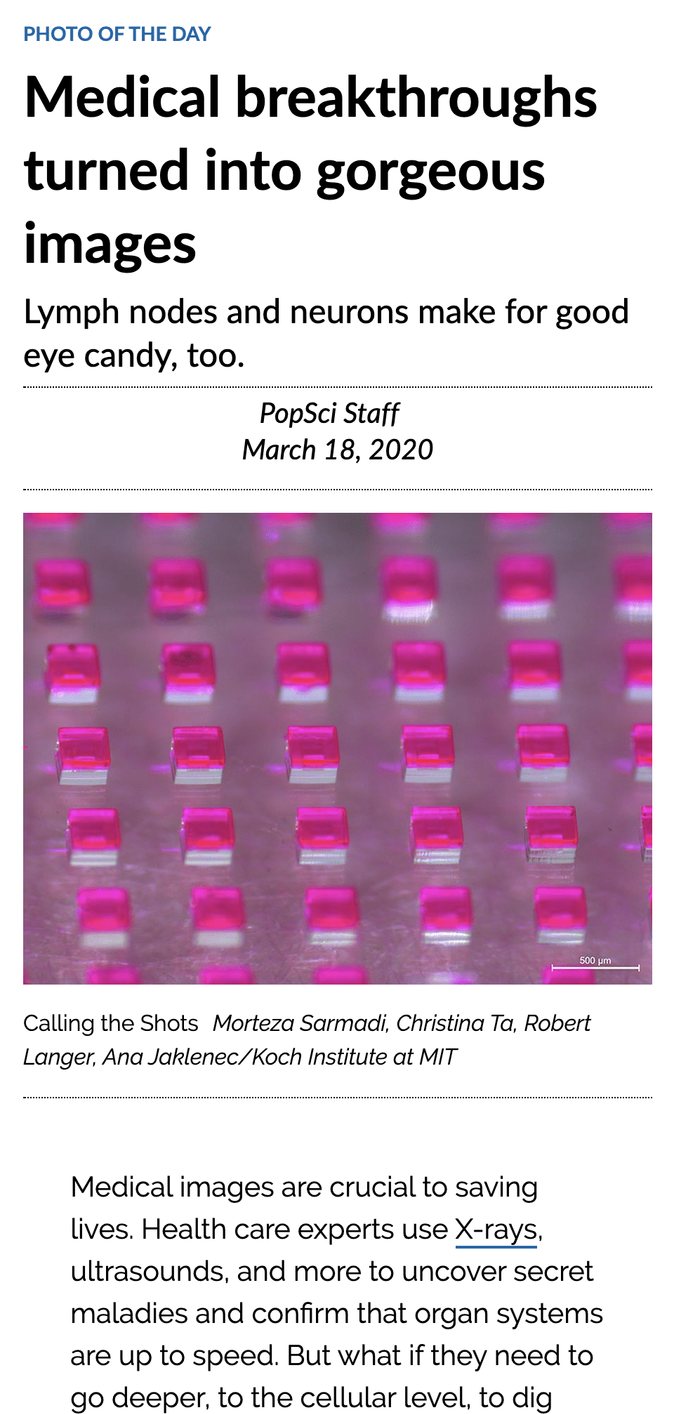 PHOTO OF THE DAY
Medical breakthroughs
turned into gorgeous
images
Lymph nodes and neurons make for good
eye candy, too.
PopSci Staff
March 18, 2020
500 µm
Calling the Shots Morteza Sarmadi, Christina Ta, Robert
Langer, Ana Jaklenec/Koch Institute at MIT
Medical images are crucial to saving
lives. Health care experts use X-rays,
ultrasounds, and more to uncover secret
maladies and confirm that organ systems
are up to speed. But what if they need to
go deeper, to the cellular level, to dig